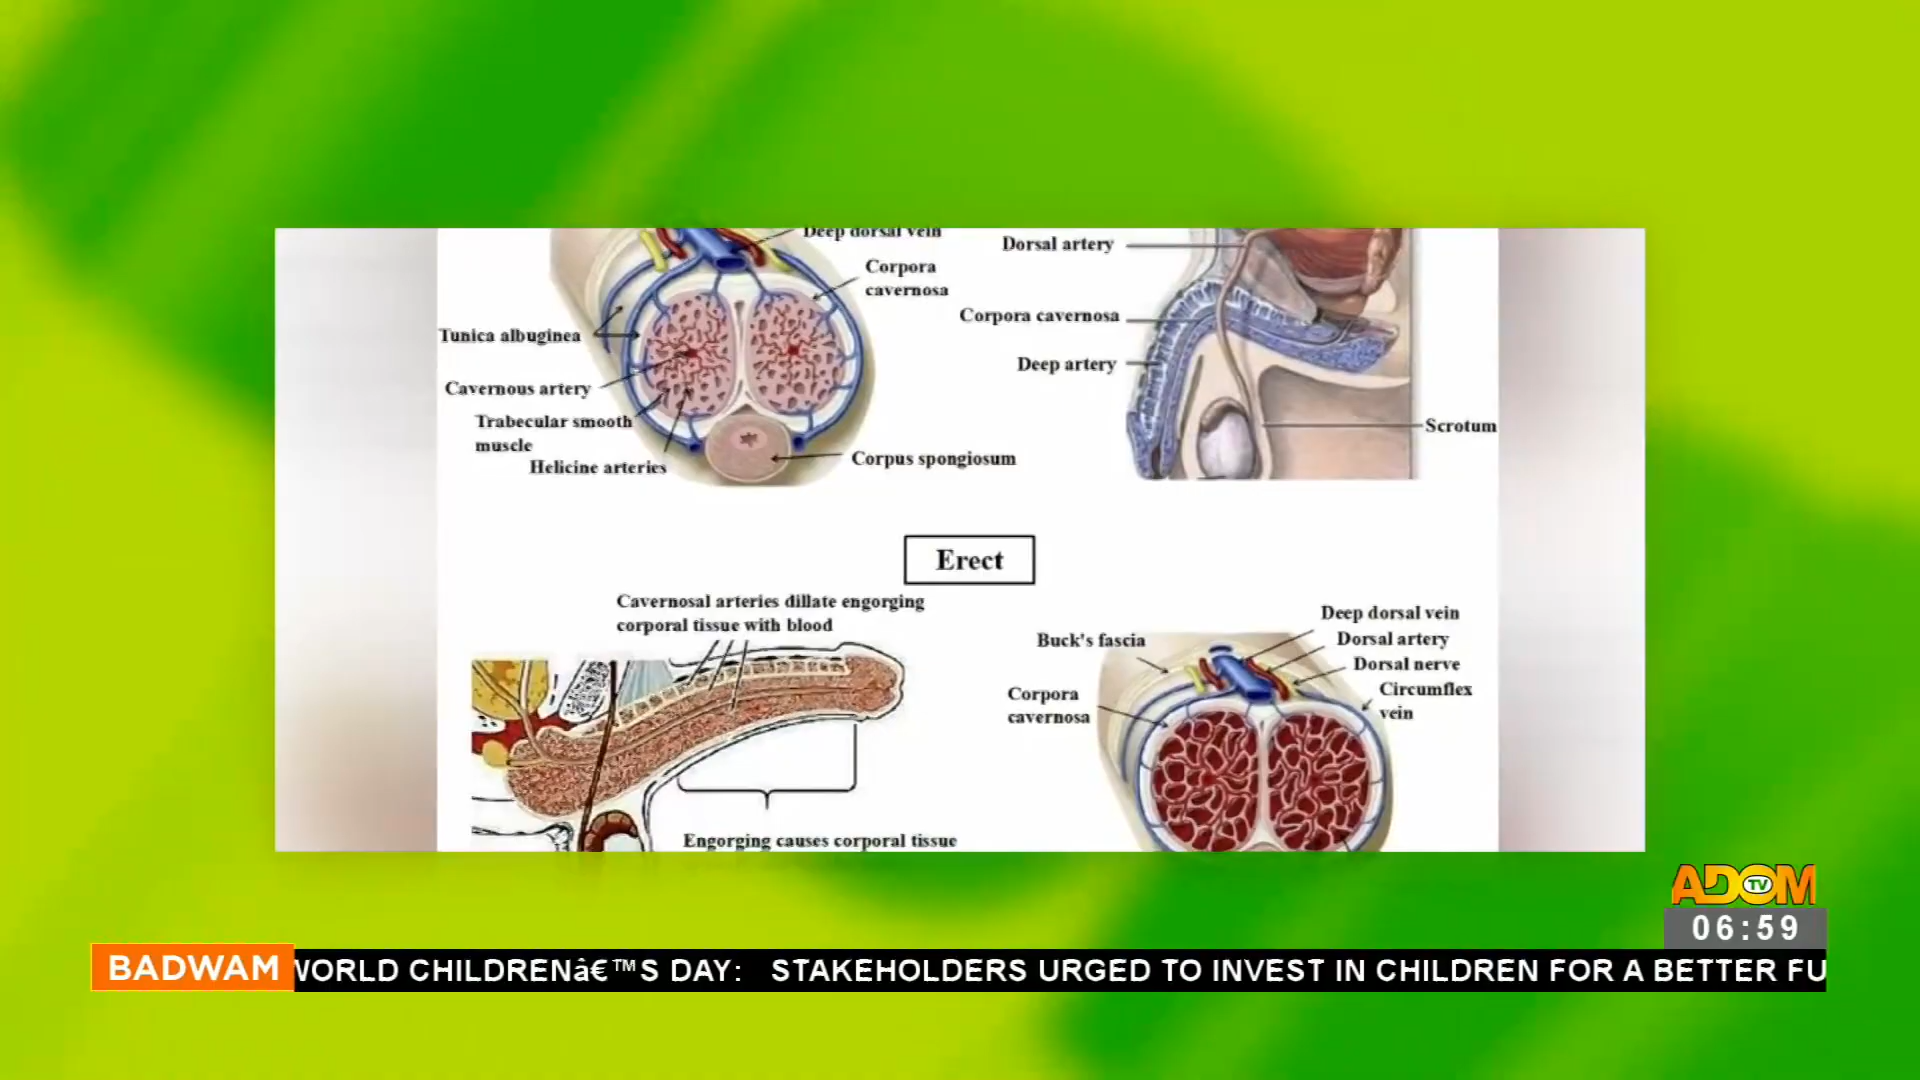 Deep dorsal vein
Corpora
cavernosa
Tunica albuginea
Cavernous artery
Trabecular smooth
muscle
Helicine arteries
Corpus spongiosum
Dorsal artery
Corpora cavernosa
Deep artery
Scrotum
Erect
Cavernosal arteries dillate engorging
corporal tissue with blood
Engorging causes corporal tissue
Buck's fascia
Corpora
cavernosa
Deep dorsal vein
Dorsal artery
Dorsal nerve
Circumflex
vein
ADOM
TV
06:59
BADWAM
WORLD CHILDRENâ€™S DAY: STAKEHOLDERS URGED TO INVEST IN CHILDREN FOR A BETTER FU